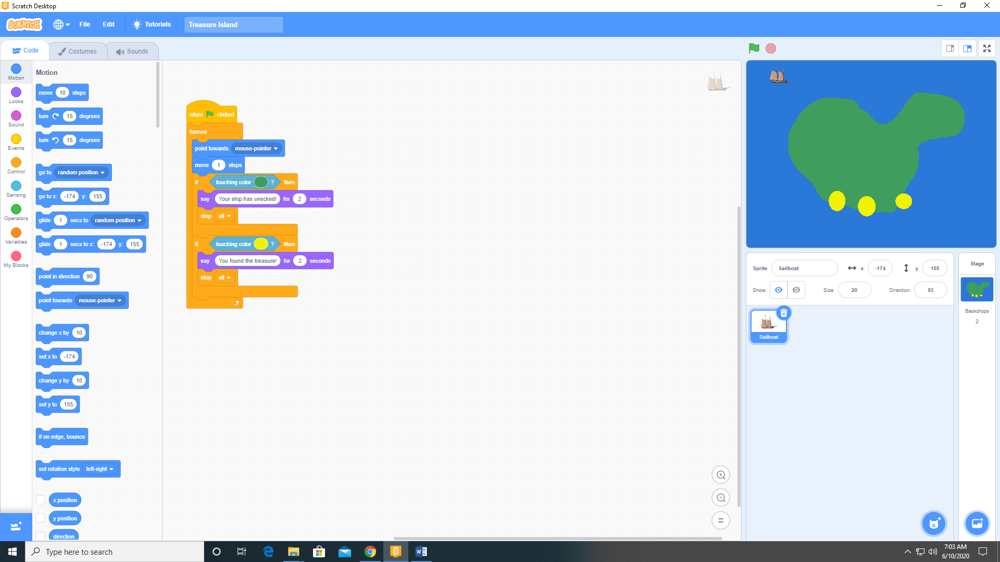 Scratch Desktop
SCRATCH File Edit Tutorials Treasure Island
Code Costumes Sounds
Motion
Looks
Sound
Events
Control
Sensing
Operators
Variables
My Blocks
Motion
move 10 steps
turn 15 degrees
turn 15 degrees
go to random position
go to x: -174 y: 155
glide 1 secs to random position
glide 1 secs to x: -174 y: 155
point in direction 90
point towards mouse-pointer
change x by 10
set x to -174
change y by 10
set y to 155
if on edge, bounce
set rotation style left-right
x position
y position
direction
when clicked
forever
point towards mouse-pointer
move 1 steps
if touching color ? then
say Your ship has wrecked! for 2 seconds
stop all
if touching color ? then
say You found the treasure! for 2 seconds
stop all
Sprite Sailboat x -174 y 155
Show Size 20 Direction 93
Sailboat
Stage
Backdrops
2
Type here to search
7:03 AM
6/10/2020